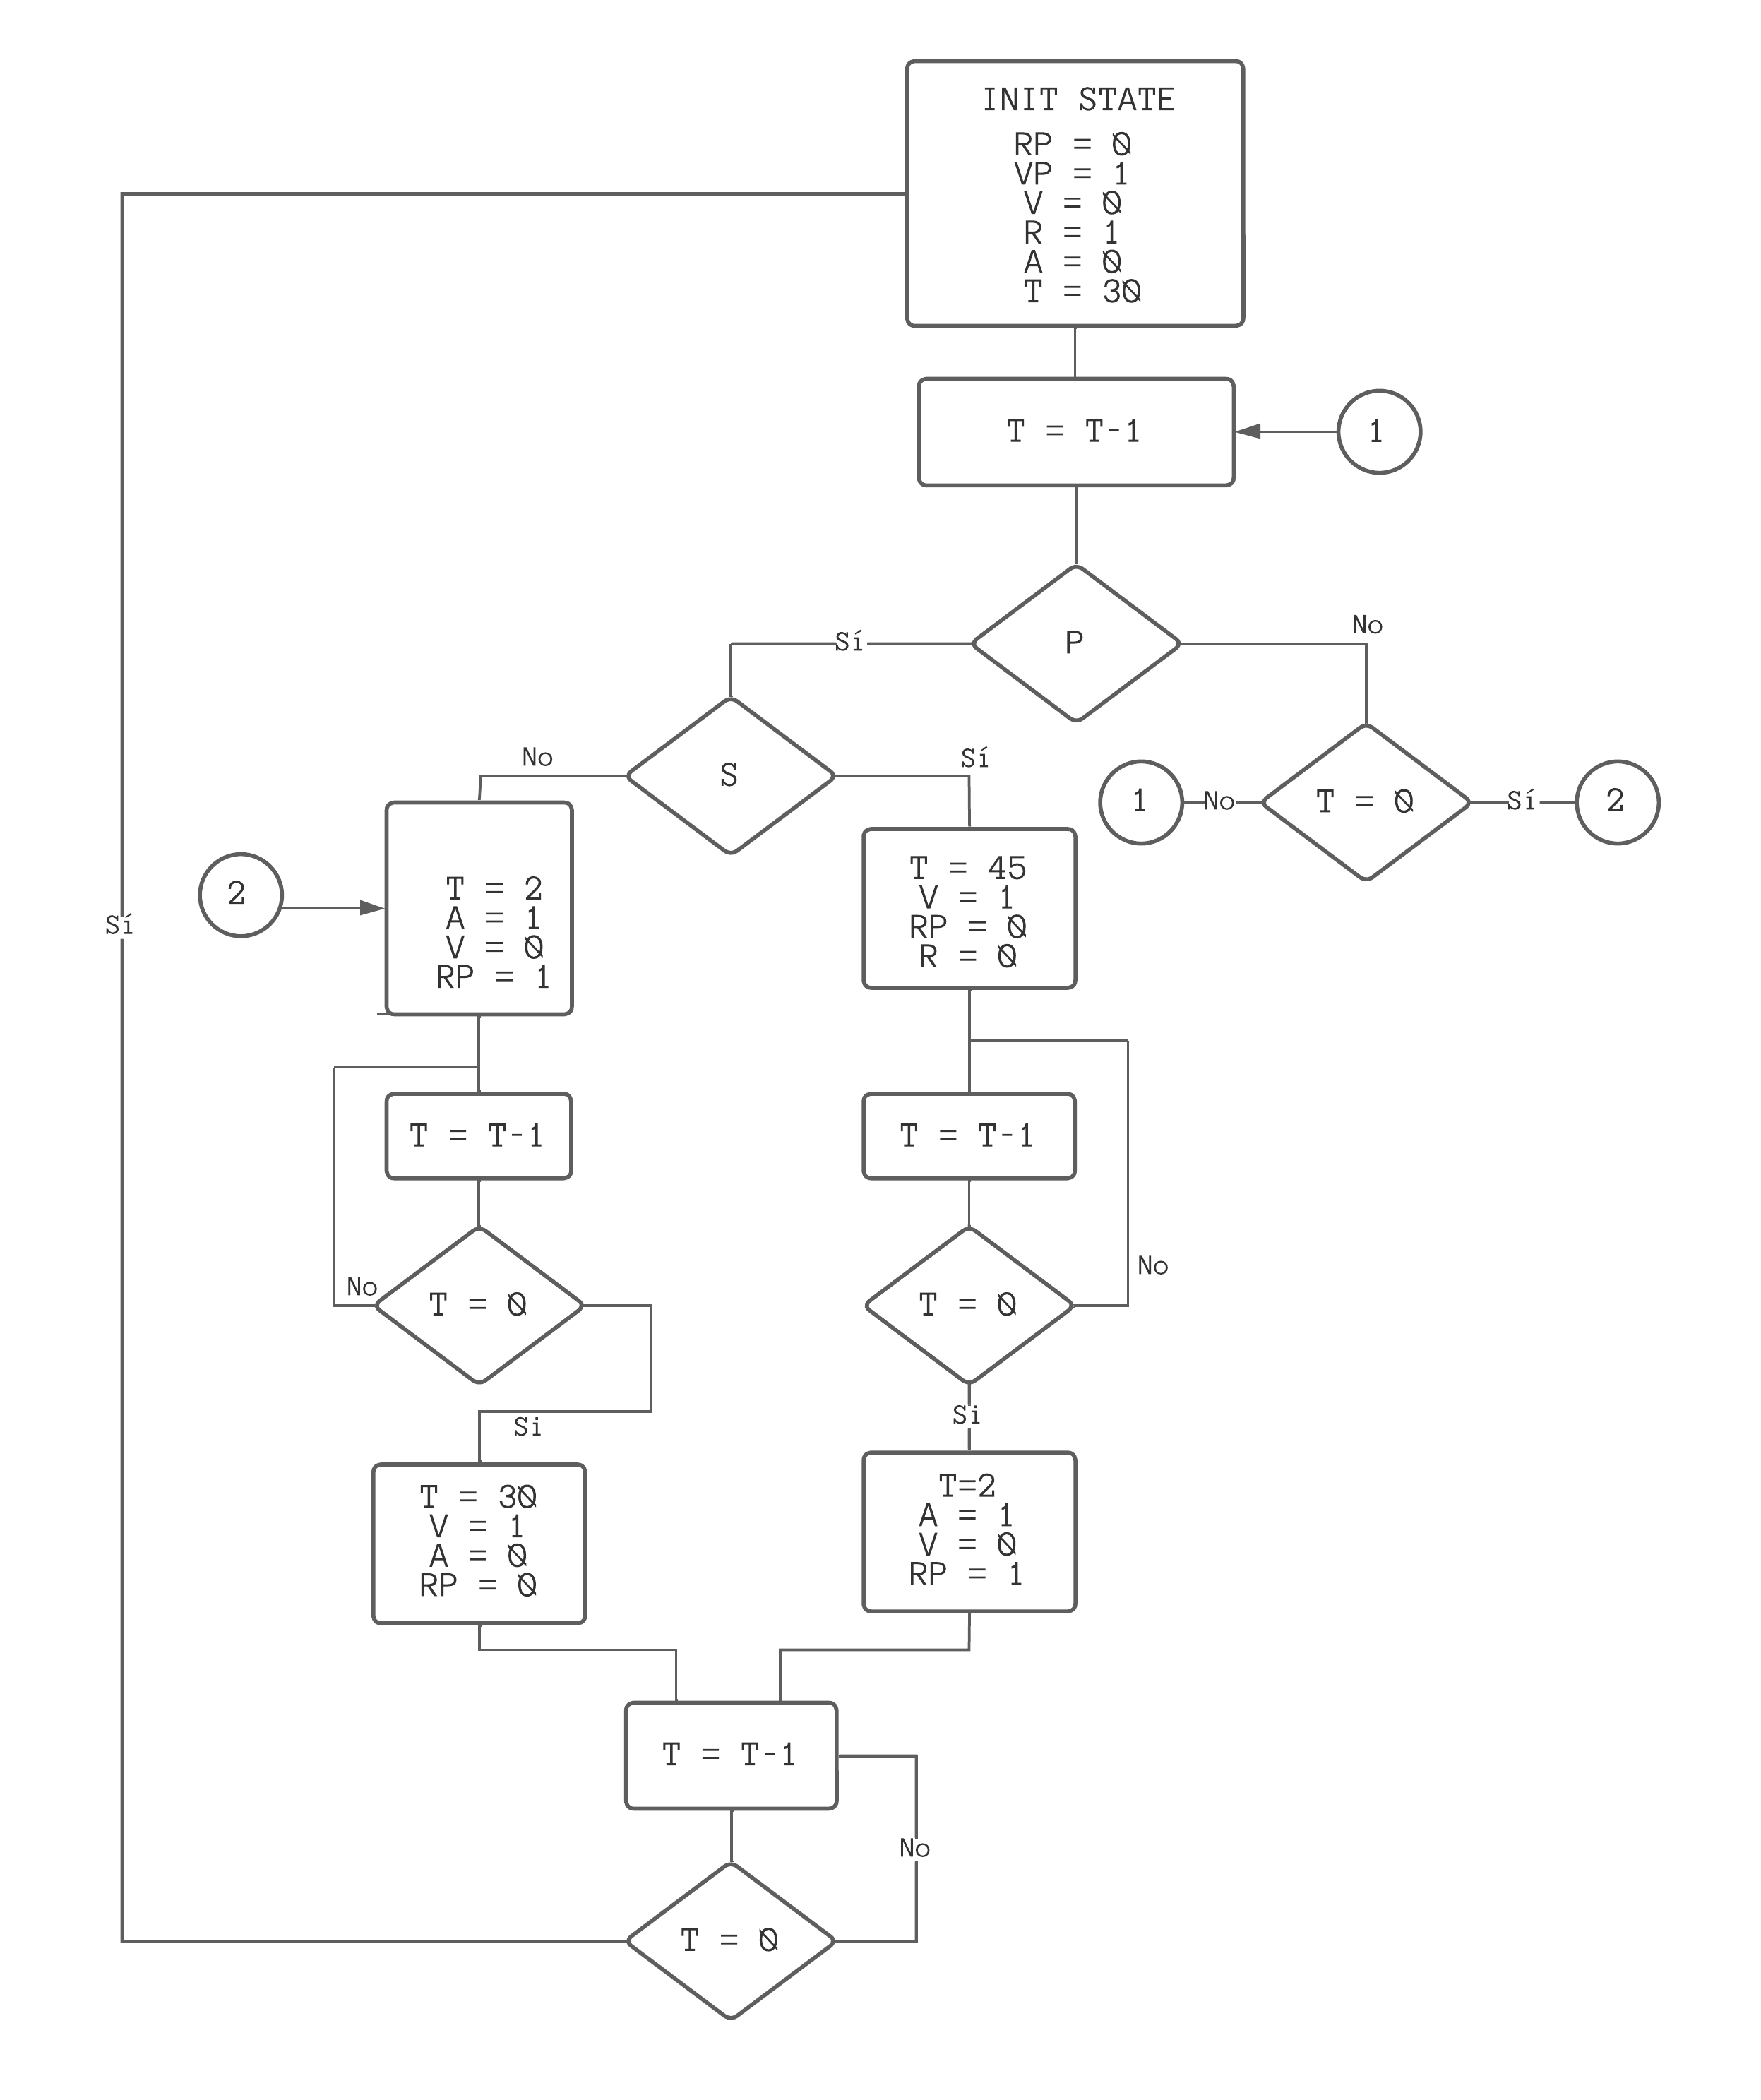 INIT STATE
RP = 0
VP = 1
V = 0
R = 1
A = 0
T = 30
T = T-1
1
P
Sí
No
S
No
Sí
T = 0
No
1
Sí
2
2
T = 2
A = 1
V = 0
RP = 1
T = 45
V = 1
RP = 0
R = 0
Sí
T = T-1
T = T-1
T = 0
No
T = 0
No
Si
Si
T = 30
V = 1
A = 0
RP = 0
T=2
A = 1
V = 0
RP = 1
T = T-1
No
T = 0